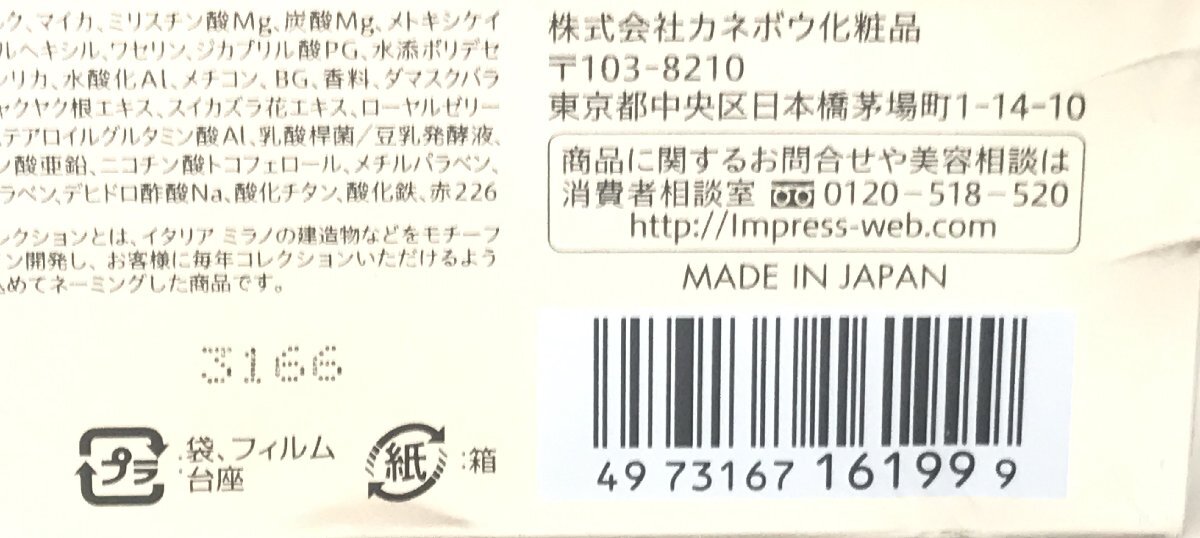 ルク、マイカ、ミリスチン酸Mg、炭酸Mg、メトキシケイ
ルヘキシル、ワセリン、ジカプリル酸PG、水添ポリデセ
シリカ、水酸化Al、メチコン、BG、香料、ダマスクバラ
ャクヤク根エキス、スイカズラ花エキス、ローヤルゼリー
ステアロイルグルタミン酸Al、乳酸桿菌/豆乳発酵液、
ン酸亜鉛、ニコチン酸トコフェロール、メチルパラベン、
ラベン、デヒドロ酢酸Na、酸化チタン、酸化鉄、赤226
レクションとは、イタリア ミラノの建造物などをモチーフ
ン開発し、お客様に毎年コレクションいただけるよう
込めてネーミングした商品です。
3166
プラ
:袋、フィルム
:台座
紙
:箱
株式会社カネボウ化粧品
〒103-8210
東京都中央区日本橋茅場町1-14-10
商品に関するお問合せや美容相談は
消費者相談室 0120-518-520
http://Impress-web.com
MADE IN JAPAN
4973167161999